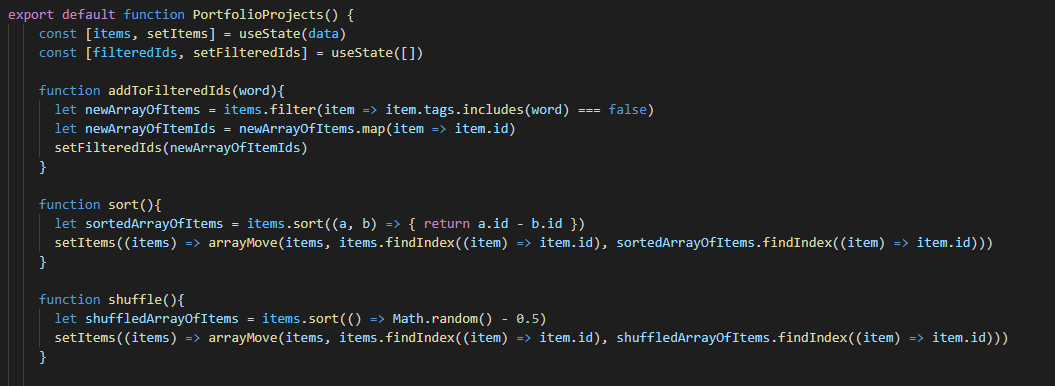 export default function PortfolioProjects() {
const [items, setItems] = useState(data)
const [filteredIds, setFilteredIds] = useState([])
function addToFilteredIds(word){
let newArrayOfItems = items.filter(item => item.tags.includes(word) === false)
let newArrayOfItemIds = newArrayOfItems.map(item => item.id)
setFilteredIds(newArrayOfItemIds)
}
function sort(){
let sortedArrayOfItems = items.sort((a, b) => { return a.id - b.id })
setItems((items) => arrayMove(items, items.findIndex((item) => item.id), sortedArrayOfItems.findIndex((item) => item.id)))
}
function shuffle(){
let shuffledArrayOfItems = items.sort(() => Math.random() - 0.5)
setItems((items) => arrayMove(items, items.findIndex((item) => item.id), shuffledArrayOfItems.findIndex((item) => item.id)))
}